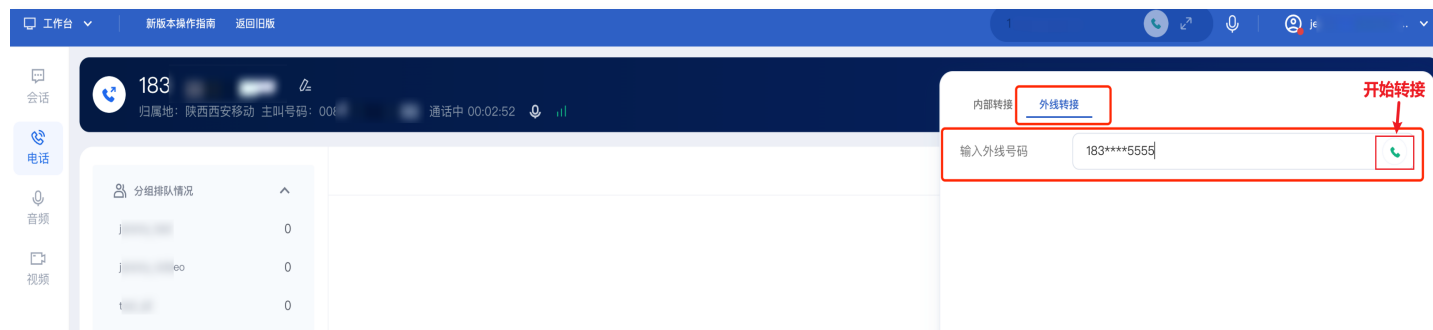 工作台 新版本操作指南 返回旧版 1
会话
电话
音频
视频
183
归属地：陕西西安移动 主叫号码：008 通话中 00:02:52
分组排队情况
j 0
j eo 0
t 0
内部转接 外线转接
开始转接
输入外线号码 183****5555